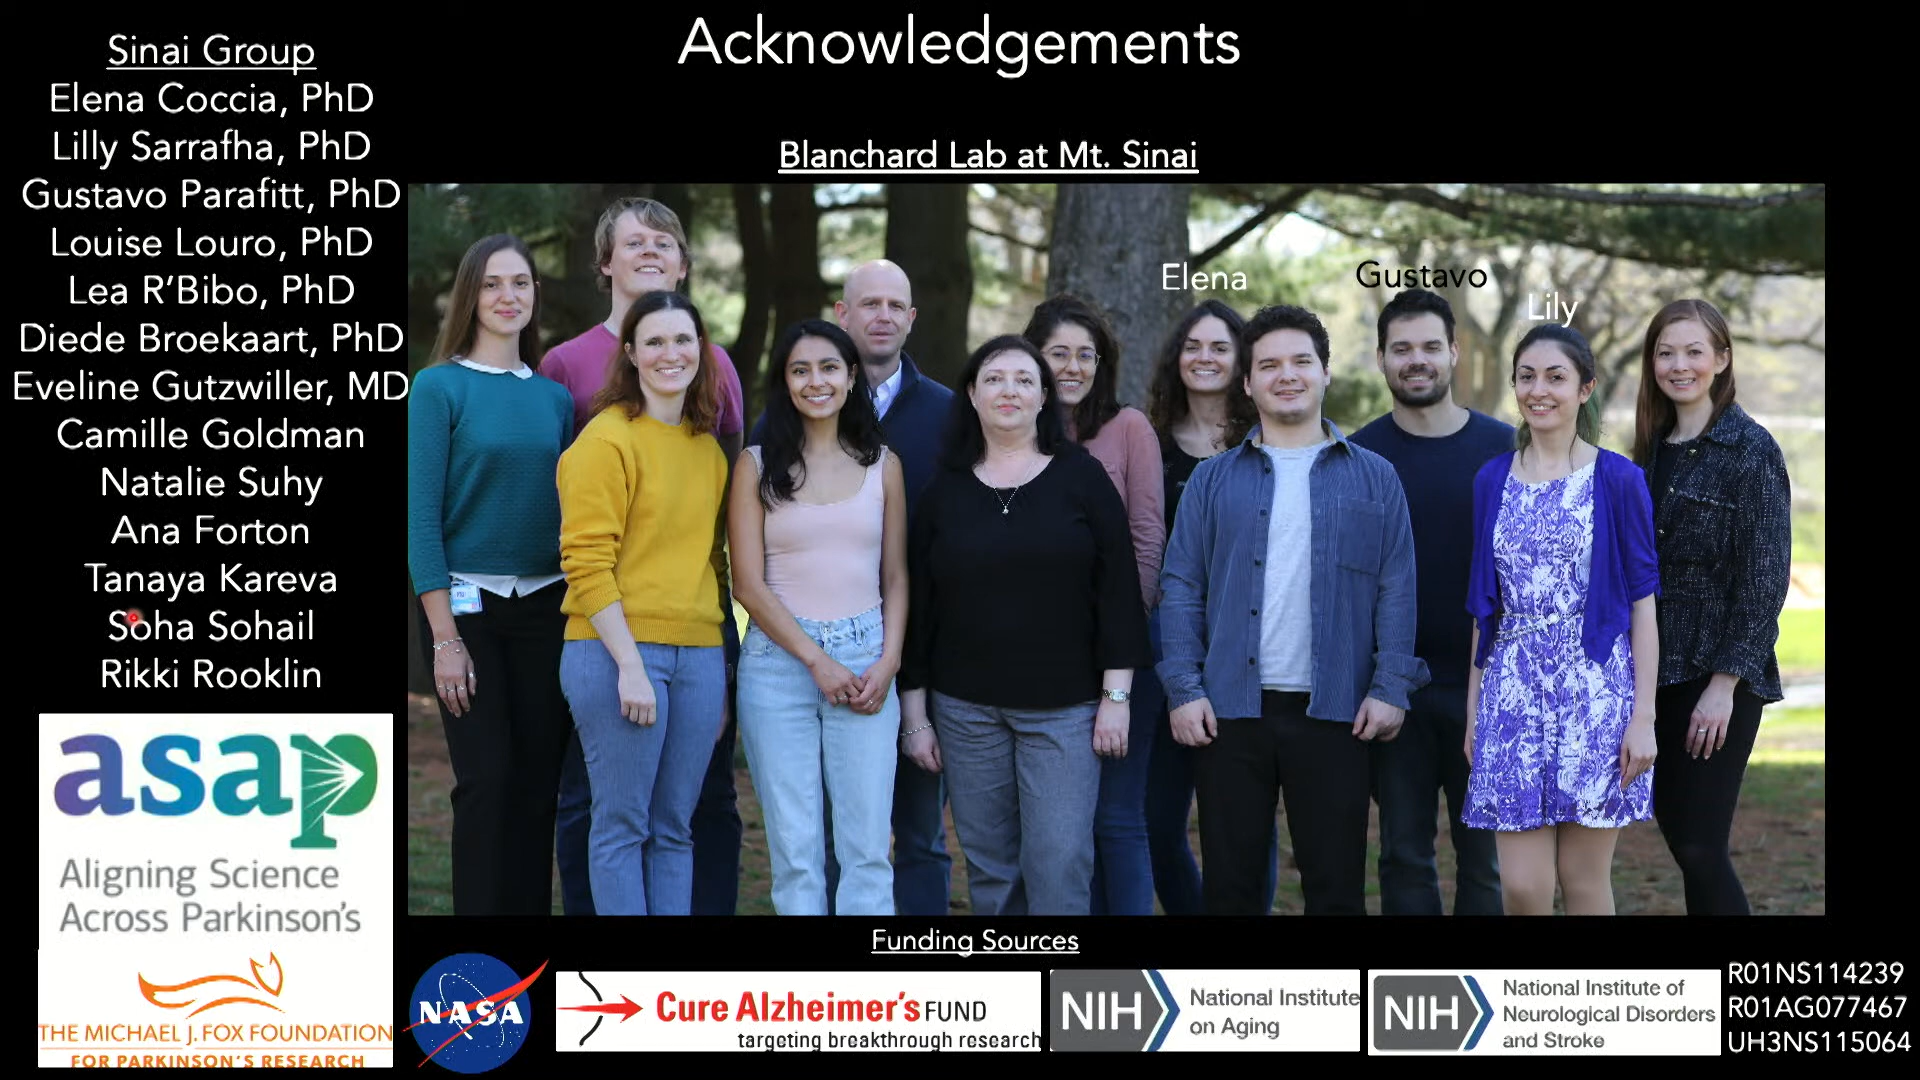 Acknowledgements
Sinai Group
Elena Coccia, PhD
Lilly Sarrafha, PhD
Gustavo Parafitt, PhD
Louise Louro, PhD
Lea R'Bibo, PhD
Diede Broekaart, PhD
Eveline Gutzwiller, MD
Camille Goldman
Natalie Suhy
Ana Forton
Tanaya Kareva
Soha Sohail
Rikki Rooklin
asap
Aligning Science
Across Parkinson's
THE MICHAEL J. FOX FOUNDATION
FOR PARKINSON'S RESEARCH
Blanchard Lab at Mt. Sinai
Elena
Gustavo
Lily
Funding Sources
NASA
Cure Alzheimer's FUND
targeting breakthrough research
NIH
National Institute
on Aging
NIH
National Institute of
Neurological Disorders
and Stroke
R01NS114239
R01AG077467
UH3NS115064